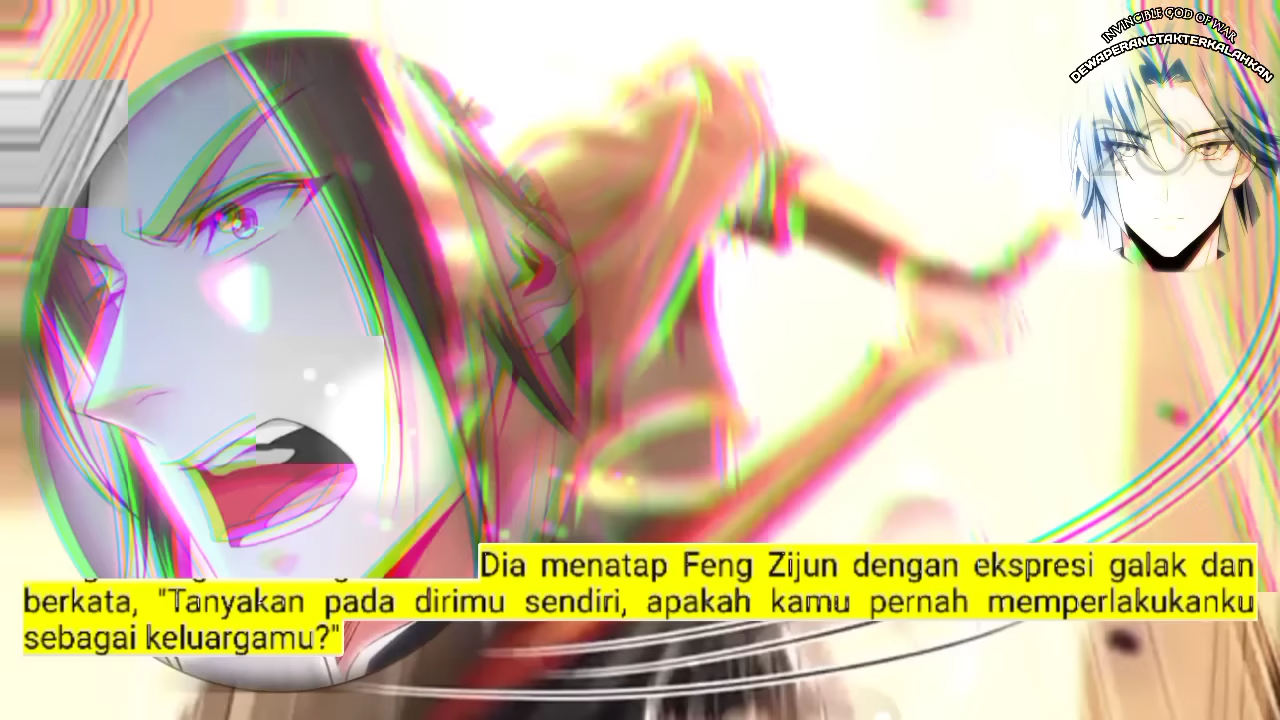 INVINCIBLE GOD OF WAR
DEWAPERANGTAKTERKALAHKAN
Dia menatap Feng Zijun dengan ekspresi galak dan
berkata, "Tanyakan pada dirimu sendiri, apakah kamu pernah memperlakukanku
sebagai keluargamu?"